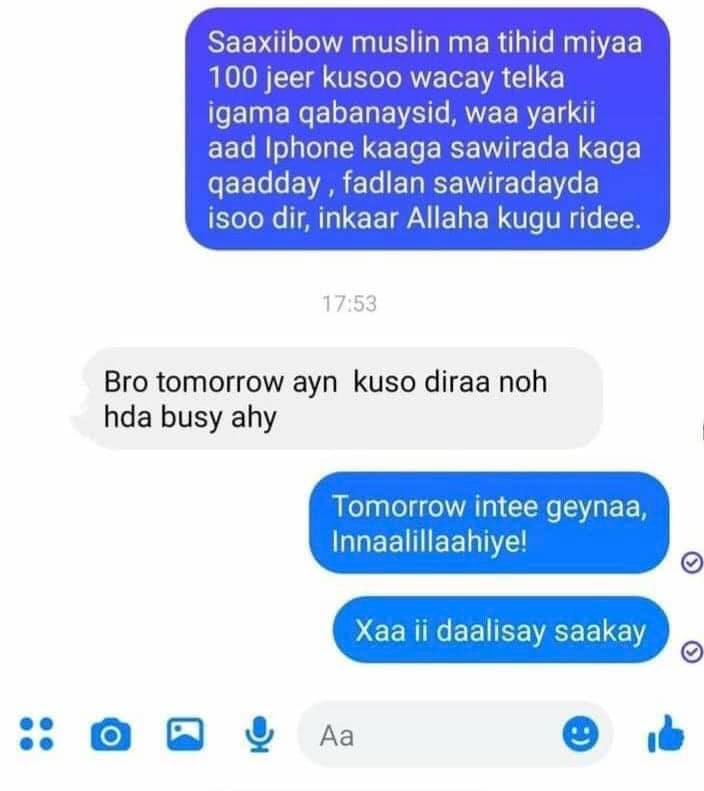 Saaxiibow muslin ma tihid miyaa
100 jeer kusoo wacay telka
igama qabanaysid, waa yarkii
aad Iphone kaaga sawirada kaga
qaadday , fadlan sawiradayda
isoo dir, inkaar Allaha kugu ridee.
17:53
Bro tomorrow ayn kuso diraa noh
hda busy ahy
Tomorrow intee geynaa,
Innaalillaahiye!
Xaa ii daalisay saakay
Aa